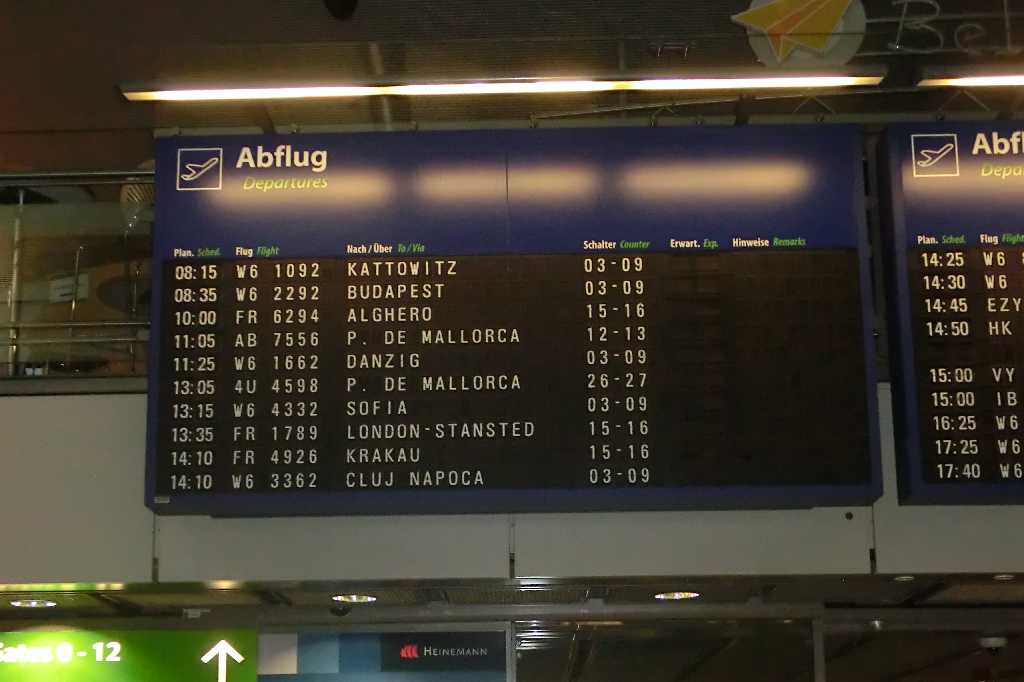 Bel
Abflug
Departures
Plan. Sched. Flug Flight Nach / Über To / Via Schalter Counter Erwart. Exp. Hinweise Remarks
08:15 W6 1092 KATTOWITZ 03-09
08:35 W6 2292 BUDAPEST 03-09
10:00 FR 6294 ALGHERO 15-16
11:05 AB 7556 P. DE MALLORCA 12-13
11:25 W6 1662 DANZIG 03-09
13:05 4U 4598 P. DE MALLORCA 26-27
13:15 W6 4332 SOFIA 03-09
13:35 FR 1789 LONDON-STANSTED 15-16
14:10 FR 4926 KRAKAU 15-16
14:10 W6 3362 CLUJ NAPOCA 03-09
Abfl
Depa
Plan. Sched. Flug Flight
14:25 W6
14:30 W6
14:45 EZY
14:50 HK
15:00 VY
15:00 IB
16:25 W6
17:25 W6
17:40 W6
Gates 0 - 12
HEINEMANN